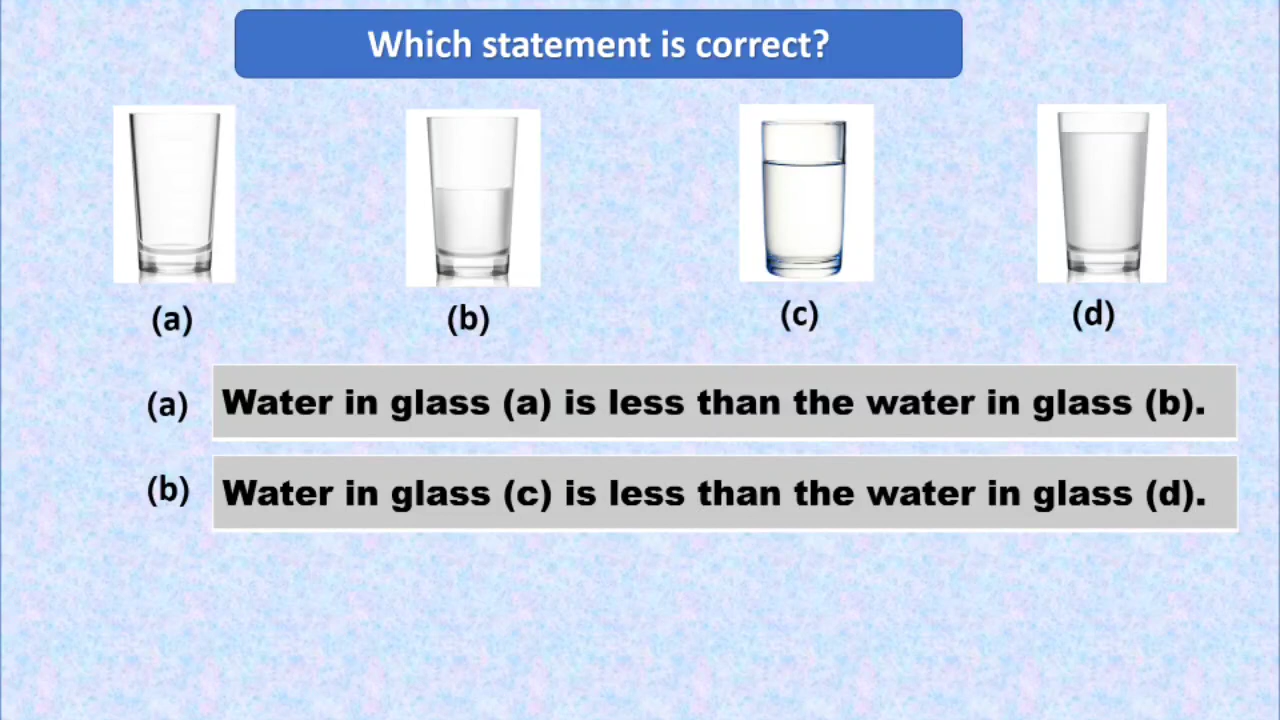 Which statement is correct?
(a) (b) (c) (d)
(a) Water in glass (a) is less than the water in glass (b).
(b) Water in glass (c) is less than the water in glass (d).